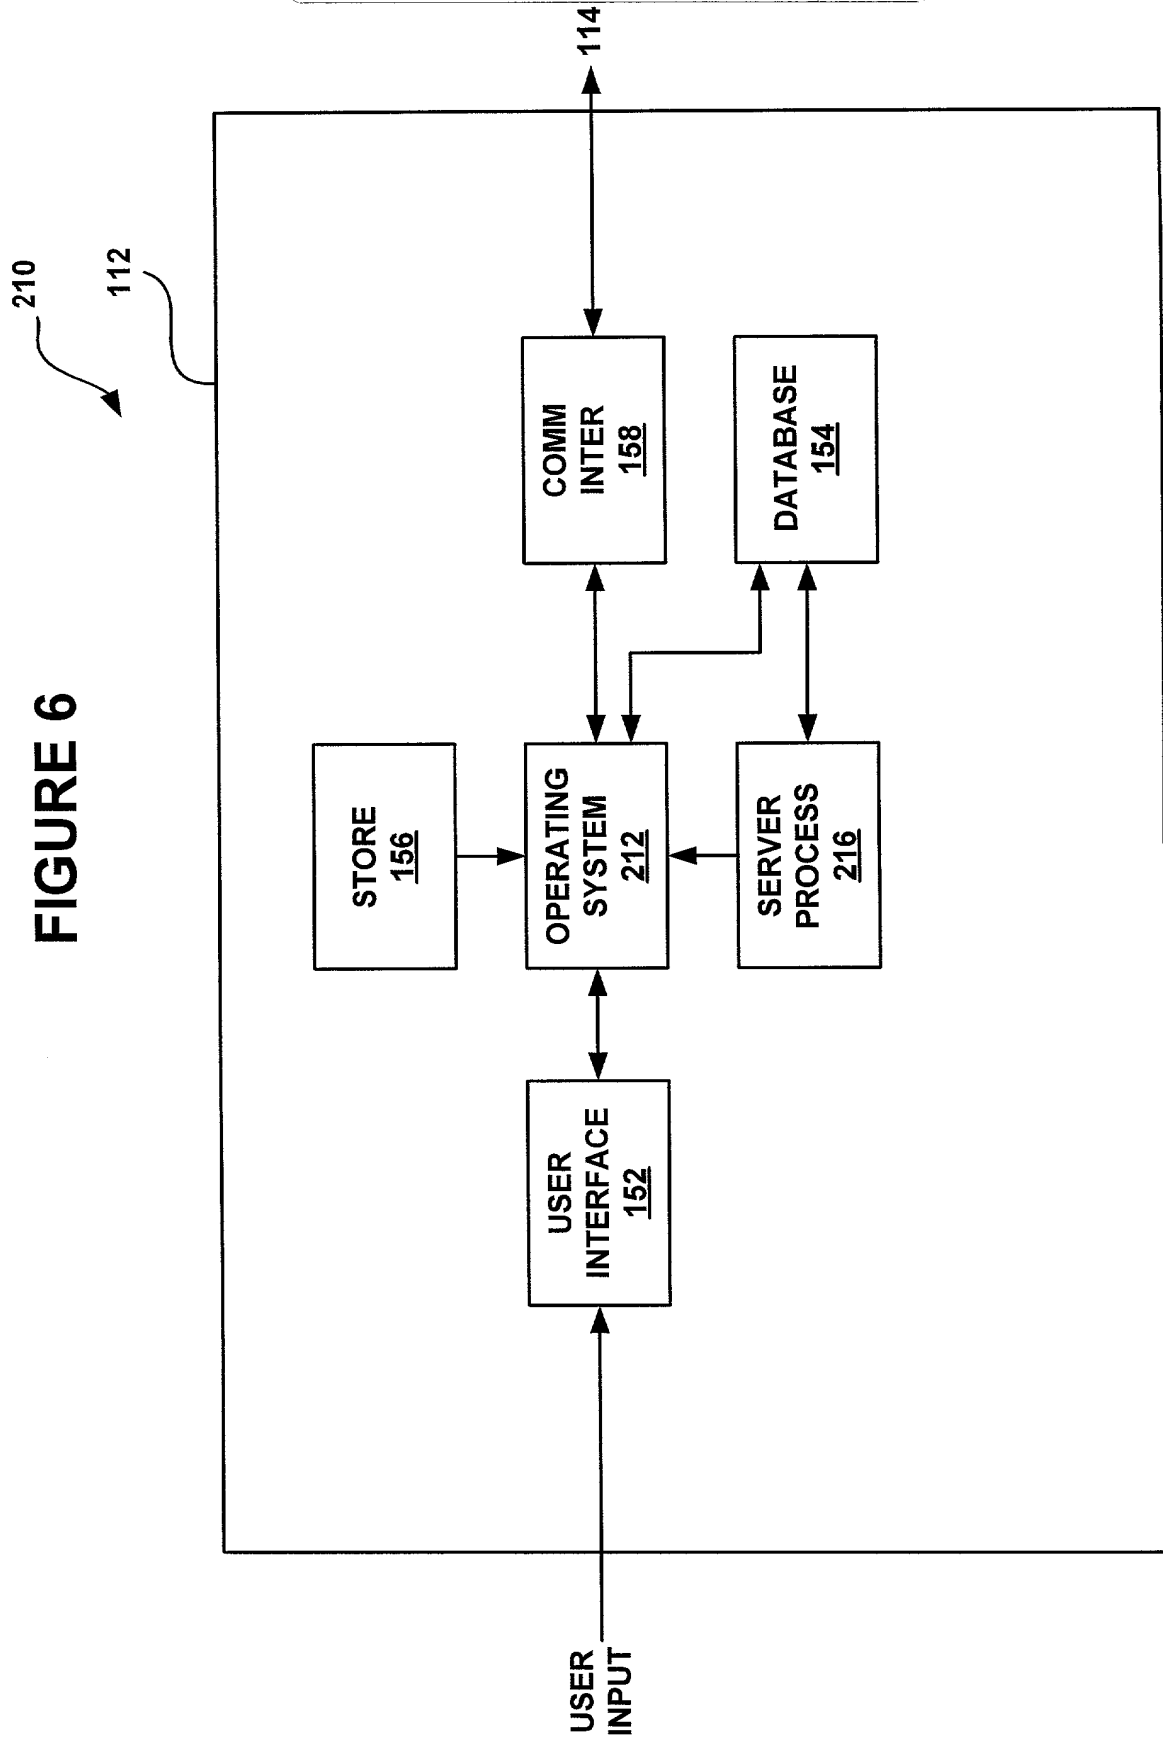 FIGURE 6
210
112
STORE
156
USER
INPUT
USER
INTERFACE
152
OPERATING
SYSTEM
212
COMM
INTER
158
114
SERVER
PROCESS
216
DATABASE
154